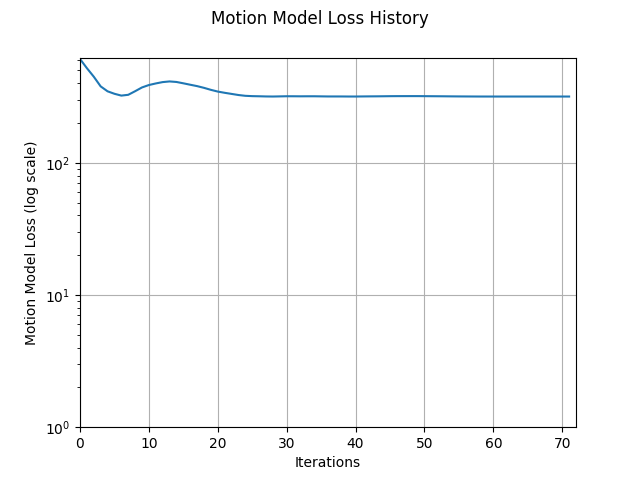 Motion Model Loss History
Motion Model Loss (log scale)
10²
10¹
10⁰
0 10 20 30 40 50 60 70
Iterations